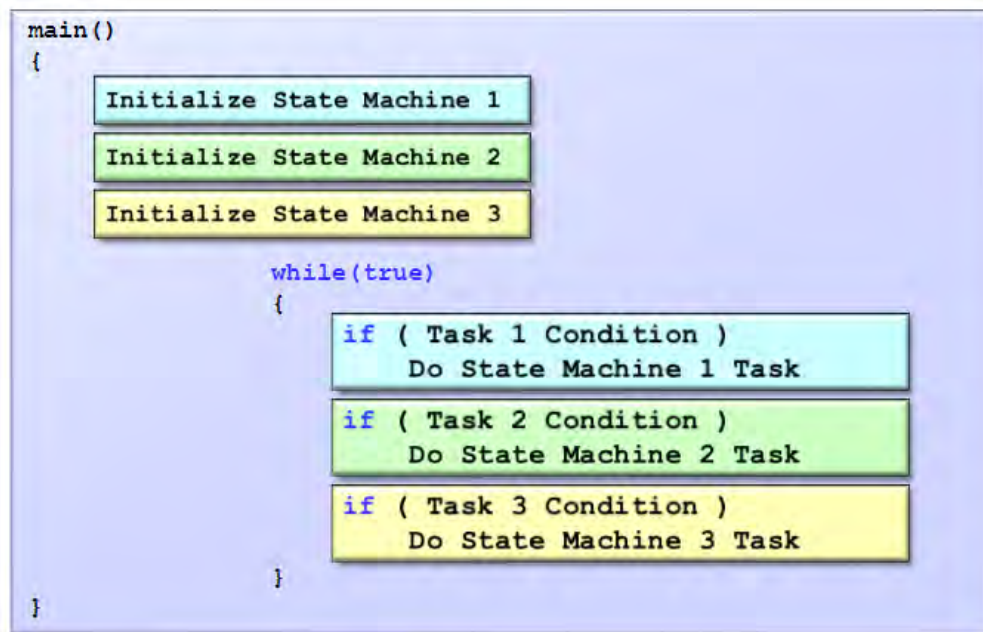 main()
{
Initialize State Machine 1
Initialize State Machine 2
Initialize State Machine 3
while(true)
{
if ( Task 1 Condition )
Do State Machine 1 Task
if ( Task 2 Condition )
Do State Machine 2 Task
if ( Task 3 Condition )
Do State Machine 3 Task
}
}